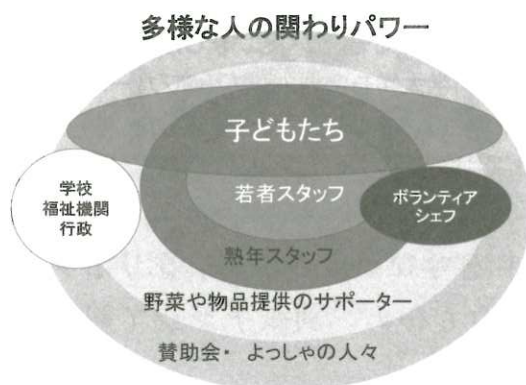 多様な人の関わりパワー
子どもたち
学校
福祉機関
行政
若者スタッフ
ボランティア
シェフ
熟年スタッフ
野菜や物品提供のサポーター
賛助会・ よっしゃの人々